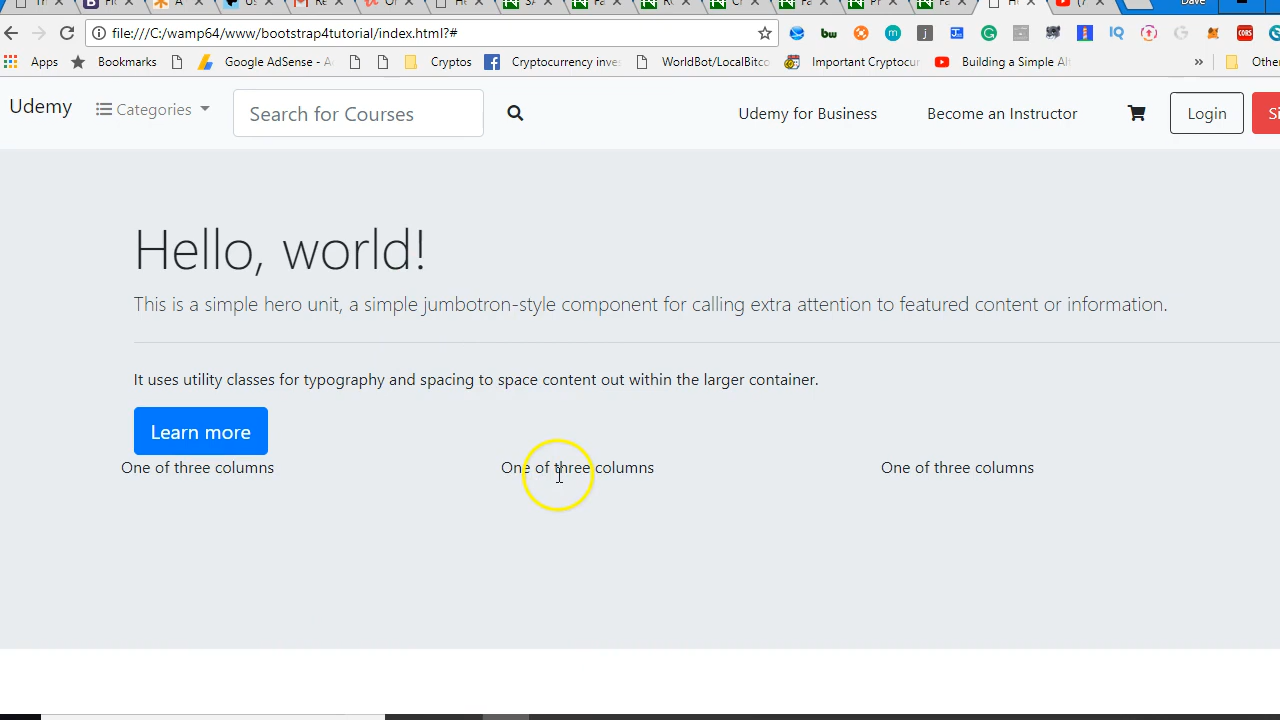 Dave
file:///C:/wamp64/www/bootstrap4tutorial/index.html?#
Apps Bookmarks Google AdSense - A Cryptos Cryptocurrency inve WorldBot/LocalBitco Important Cryptocur Building a Simple Al » Other
Udemy Categories Search for Courses Udemy for Business Become an Instructor Login Si
Hello, world!
This is a simple hero unit, a simple jumbotron-style component for calling extra attention to featured content or information.
It uses utility classes for typography and spacing to space content out within the larger container.
Learn more
One of three columns One of three columns One of three columns